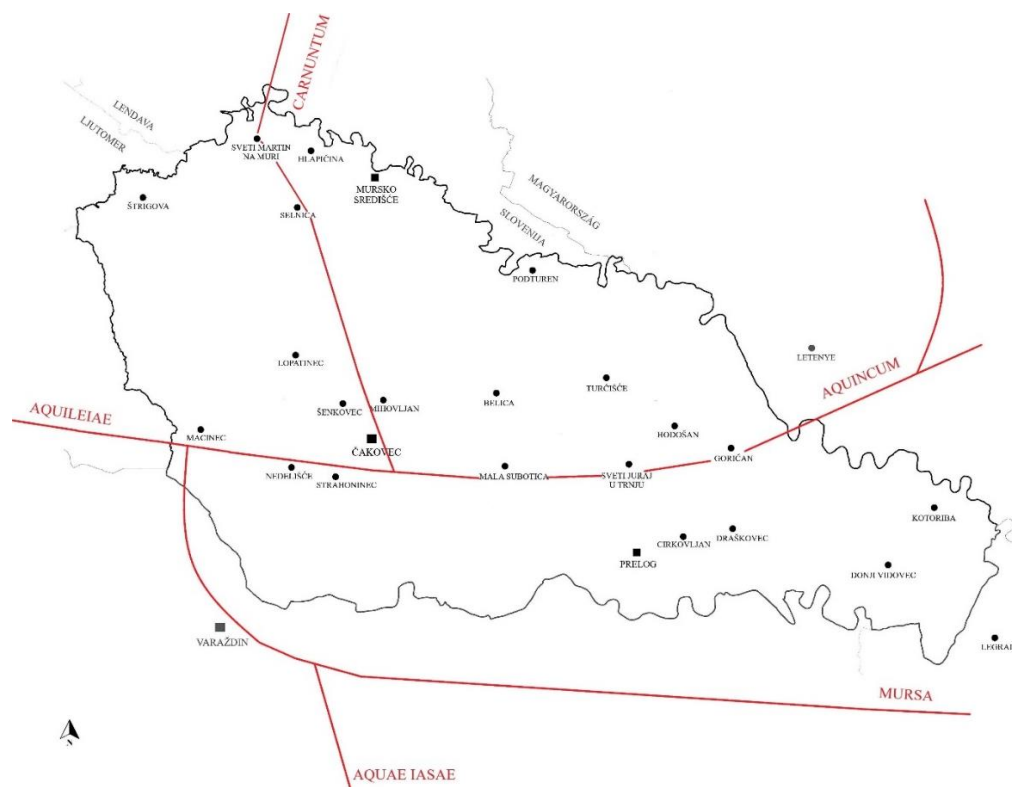 CARNUNTUM
LENDAVA
LJUTOMER
SVETI MARTIN
NA MURI
HLAPIČINA
MURSKO
SREDIŠĆE
MAGYARORSZÁG
SLOVENIJA
ŠTRIGOVA
SELNICA
PODTUREN
LOPATINEC
LETENYE
TURČIŠĆE
AQUINCUM
BELICA
ŠENKOVEC
MIHOVLJAN
AQUILEIAE
MACINEC
HODOŠAN
ČAKOVEC
GORIČAN
NEDELIŠĆE
STRAHONINEC
MALA SUBOTICA
SVETI JURAJ
U TRNJU
KOTORIBA
CIRKOVLJAN
DRAŠKOVEC
PRELOG
DONJI VIDOVEC
VARAŽDIN
LEGRAD
MURSA
N
AQUAE IASAE